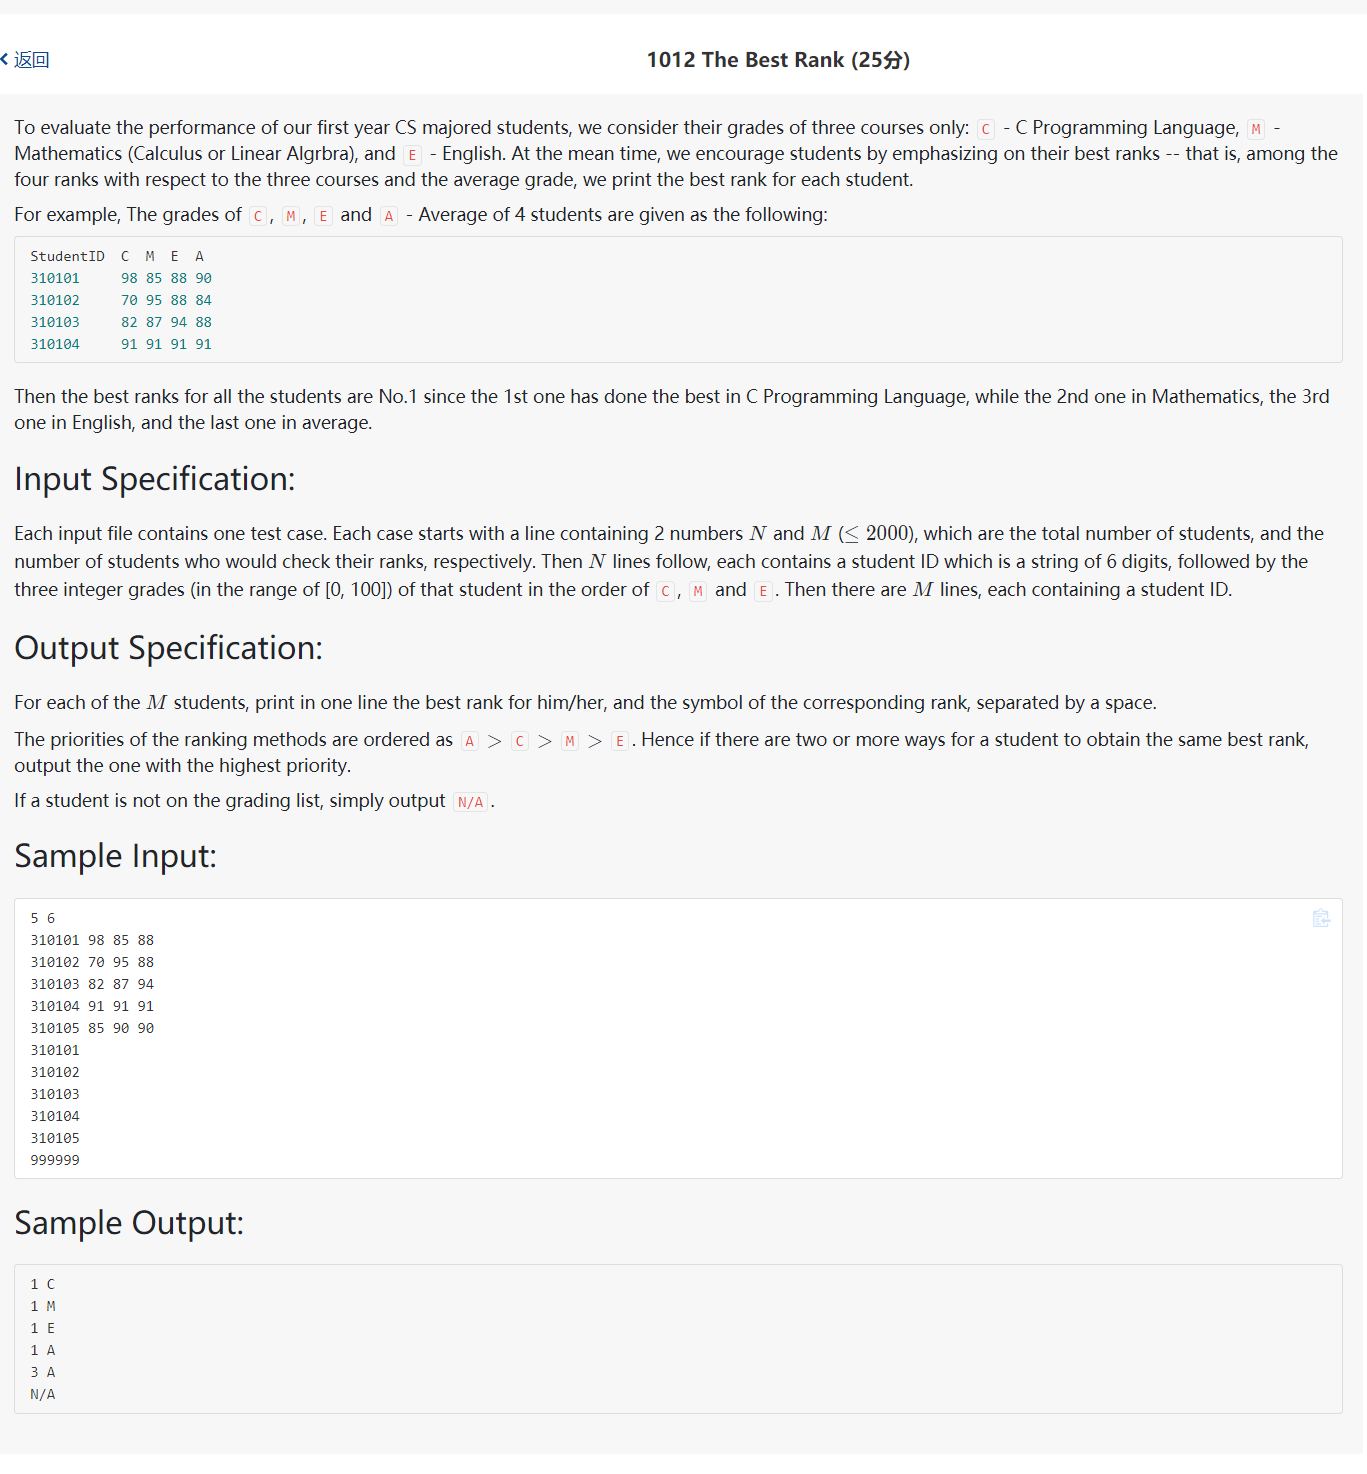 返回
1012 The Best Rank (25分)
To evaluate the performance of our first year CS majored students, we consider their grades of three courses only: C - C Programming Language, M -
Mathematics (Calculus or Linear Algrbra), and E - English. At the mean time, we encourage students by emphasizing on their best ranks -- that is, among the
four ranks with respect to the three courses and the average grade, we print the best rank for each student.
For example, The grades of C, M, E and A - Average of 4 students are given as the following:
StudentID C M E A
310101 98 85 88 90
310102 70 95 88 84
310103 82 87 94 88
310104 91 91 91 91
Then the best ranks for all the students are No.1 since the 1st one has done the best in C Programming Language, while the 2nd one in Mathematics, the 3rd
one in English, and the last one in average.
Input Specification:
Each input file contains one test case. Each case starts with a line containing 2 numbers N and M (≤ 2000), which are the total number of students, and the
number of students who would check their ranks, respectively. Then N lines follow, each contains a student ID which is a string of 6 digits, followed by the
three integer grades (in the range of [0, 100]) of that student in the order of C, M and E. Then there are M lines, each containing a student ID.
Output Specification:
For each of the M students, print in one line the best rank for him/her, and the symbol of the corresponding rank, separated by a space.
The priorities of the ranking methods are ordered as A > C > M > E. Hence if there are two or more ways for a student to obtain the same best rank,
output the one with the highest priority.
If a student is not on the grading list, simply output N/A.
Sample Input:
5 6
310101 98 85 88
310102 70 95 88
310103 82 87 94
310104 91 91 91
310105 85 90 90
310101
310102
310103
310104
310105
999999
Sample Output:
1 C
1 M
1 E
1 A
3 A
N/A